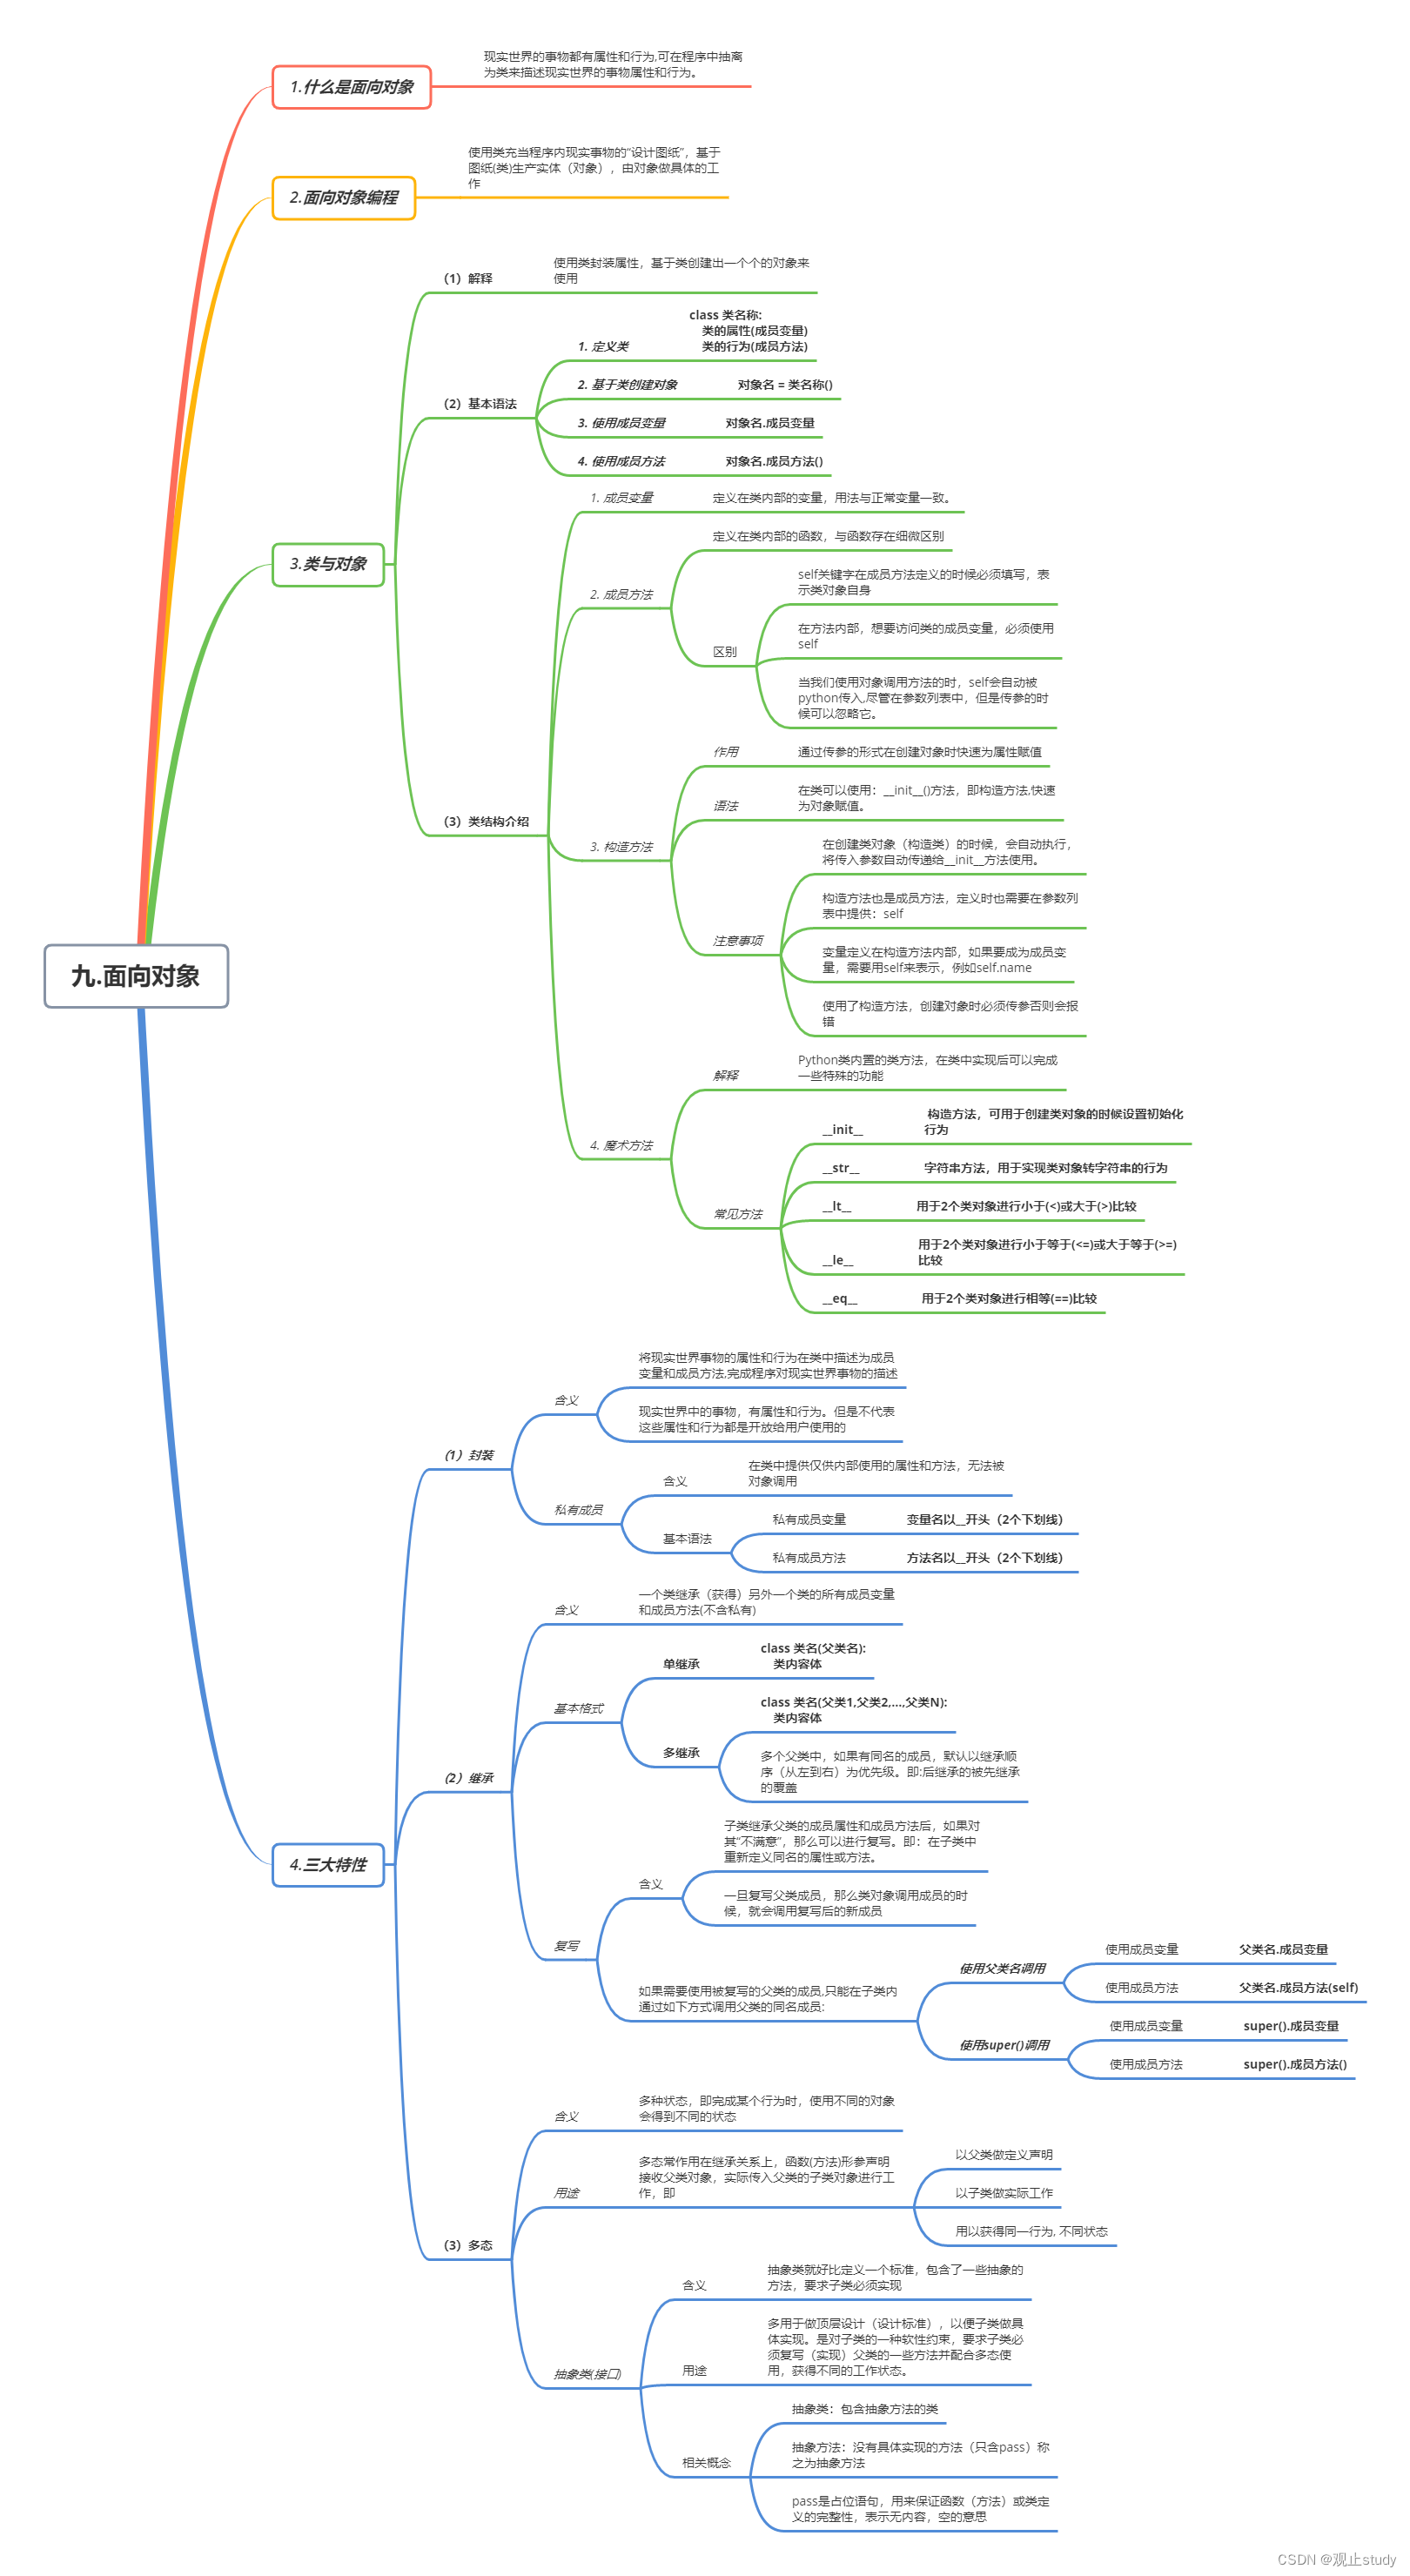 九.面向对象
1.什么是面向对象
现实世界的事物都有属性和行为,可在程序中抽离
为类来描述现实世界的事物属性和行为。
2.面向对象编程
使用类充当程序内现实事物的“设计图纸”，基于
图纸(类)生产实体（对象），由对象做具体的工
作
3.类与对象
（1）解释
使用类封装属性，基于类创建出一个个的对象来
使用
（2）基本语法
1. 定义类
class 类名称:
类的属性(成员变量)
类的行为(成员方法)
2. 基于类创建对象
对象名 = 类名称()
3. 使用成员变量
对象名.成员变量
4. 使用成员方法
对象名.成员方法()
（3）类结构介绍
1. 成员变量
定义在类内部的变量，用法与正常变量一致。
2. 成员方法
定义在类内部的函数，与函数存在细微区别
区别
self关键字在成员方法定义的时候必须填写，表
示类对象自身
在方法内部，想要访问类的成员变量，必须使用
self
当我们使用对象调用方法的时，self会自动被
python传入,尽管在参数列表中，但是传参的时
候可以忽略它。
3. 构造方法
作用
通过传参的形式在创建对象时快速为属性赋值
语法
在类可以使用：__init__()方法，即构造方法,快速
为对象赋值。
注意事项
在创建类对象（构造类）的时候，会自动执行，
将传入参数自动传递给__init__方法使用。
构造方法也是成员方法，定义时也需要在参数列
表中提供：self
变量定义在构造方法内部，如果要成为成员变
量，需要用self来表示，例如self.name
使用了构造方法，创建对象时必须传参否则会报
错
4. 魔术方法
解释
Python类内置的类方法，在类中实现后可以完成
一些特殊的功能
常见方法
__init__
构造方法，可用于创建类对象的时候设置初始化
行为
__str__
字符串方法，用于实现类对象转字符串的行为
__lt__
用于2个类对象进行小于(<)或大于(>)比较
__le__
用于2个类对象进行小于等于(<=)或大于等于(>=)
比较
__eq__
用于2个类对象进行相等(==)比较
4.三大特性
（1）封装
含义
将现实世界事物的属性和行为在类中描述为成员
变量和成员方法,完成程序对现实世界事物的描述
现实世界中的事物，有属性和行为。但是不代表
这些属性和行为都是开放给用户使用的
私有成员
含义
在类中提供仅供内部使用的属性和方法，无法被
对象调用
基本语法
私有成员变量
变量名以__开头（2个下划线）
私有成员方法
方法名以__开头（2个下划线）
（2）继承
含义
一个类继承（获得）另外一个类的所有成员变量
和成员方法(不含私有)
基本格式
单继承
class 类名(父类名):
类内容体
多继承
class 类名(父类1,父类2,...,父类N):
类内容体
多个父类中，如果有同名的成员，默认以继承顺
序（从左到右）为优先级。即:后继承的被先继承
的覆盖
复写
含义
子类继承父类的成员属性和成员方法后，如果对
其“不满意”，那么可以进行复写。即：在子类中
重新定义同名的属性或方法。
一旦复写父类成员，那么类对象调用成员的时
候，就会调用复写后的新成员
如果需要使用被复写的父类的成员,只能在子类内
通过如下方式调用父类的同名成员:
使用父类名调用
使用成员变量
父类名.成员变量
使用成员方法
父类名.成员方法(self)
使用super()调用
使用成员变量
super().成员变量
使用成员方法
super().成员方法()
（3）多态
含义
多种状态，即完成某个行为时，使用不同的对象
会得到不同的状态
用途
多态常作用在继承关系上，函数(方法)形参声明
接收父类对象，实际传入父类的子类对象进行工
作，即
以父类做定义声明
以子类做实际工作
用以获得同一行为, 不同状态
抽象类(接口)
含义
抽象类就好比定义一个标准，包含了一些抽象的
方法，要求子类必须实现
用途
多用于做顶层设计（设计标准），以便子类做具
体实现。是对子类的一种软性约束，要求子类必
须复写（实现）父类的一些方法并配合多态使
用，获得不同的工作状态。
相关概念
抽象类：包含抽象方法的类
抽象方法：没有具体实现的方法（只含pass）称
之为抽象方法
pass是占位语句，用来保证函数（方法）或类定
义的完整性，表示无内容，空的意思
CSDN @观止study